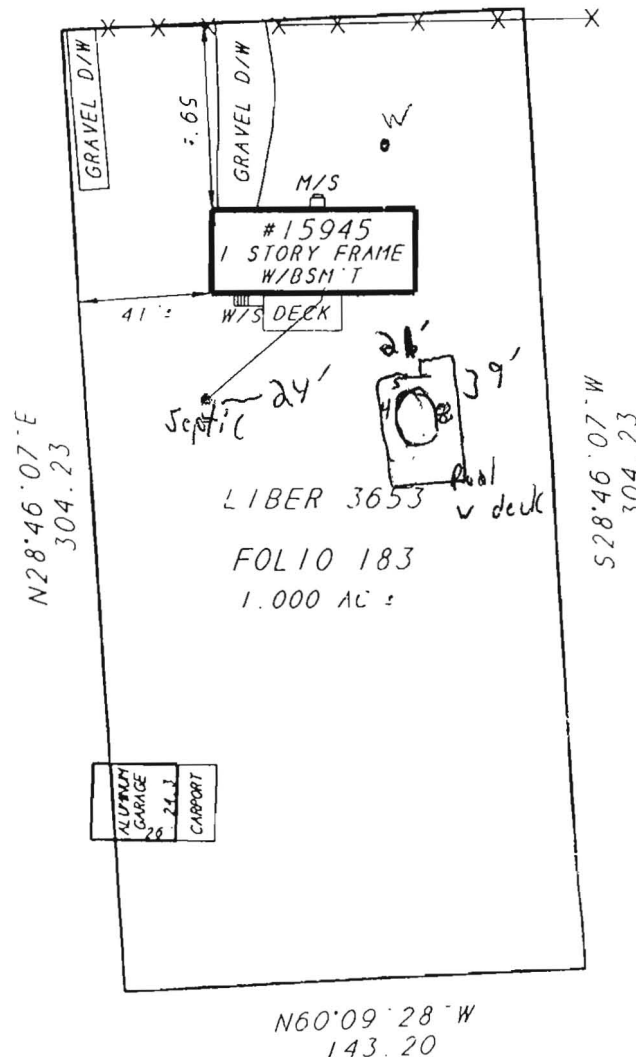 GRAVEL D/W
59'±
GRAVEL D/W
W
M/S
#15945
1 STORY FRAME
W/BSM'T
41'±
W/S DECK
Septic 24'
39'
Pool
w deck
N28°46'07"E
304.23
S28°46'07"W
304.23
LIBER 3653
FOLIO 183
1.000 AC ±
ALUMINUM
GARAGE
CARPORT
N60°09'28"W
143.20